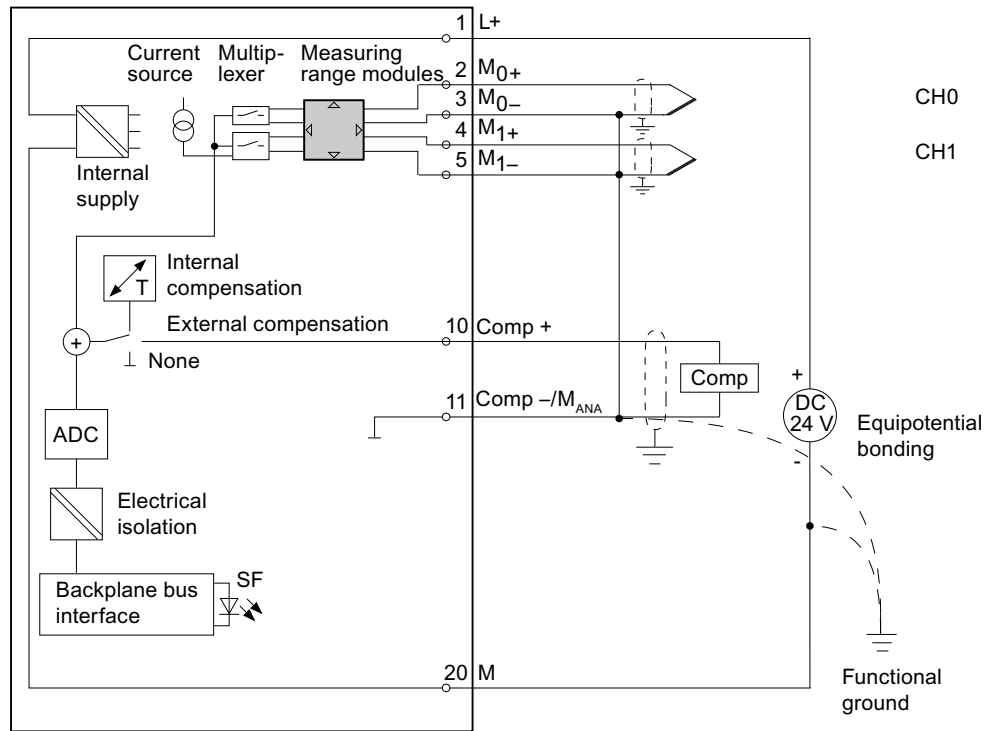 1 L+
Current source
Multip-lexer
Measuring range modules
2 M0+
3 M0–
4 M1+
5 M1–
CH0
CH1
Internal supply
T
Internal compensation
External compensation
10 Comp +
+
None
Comp
11 Comp –/MANA
+
DC 24 V
-
Equipotential bonding
ADC
Electrical isolation
SF
Backplane bus interface
20 M
Functional ground